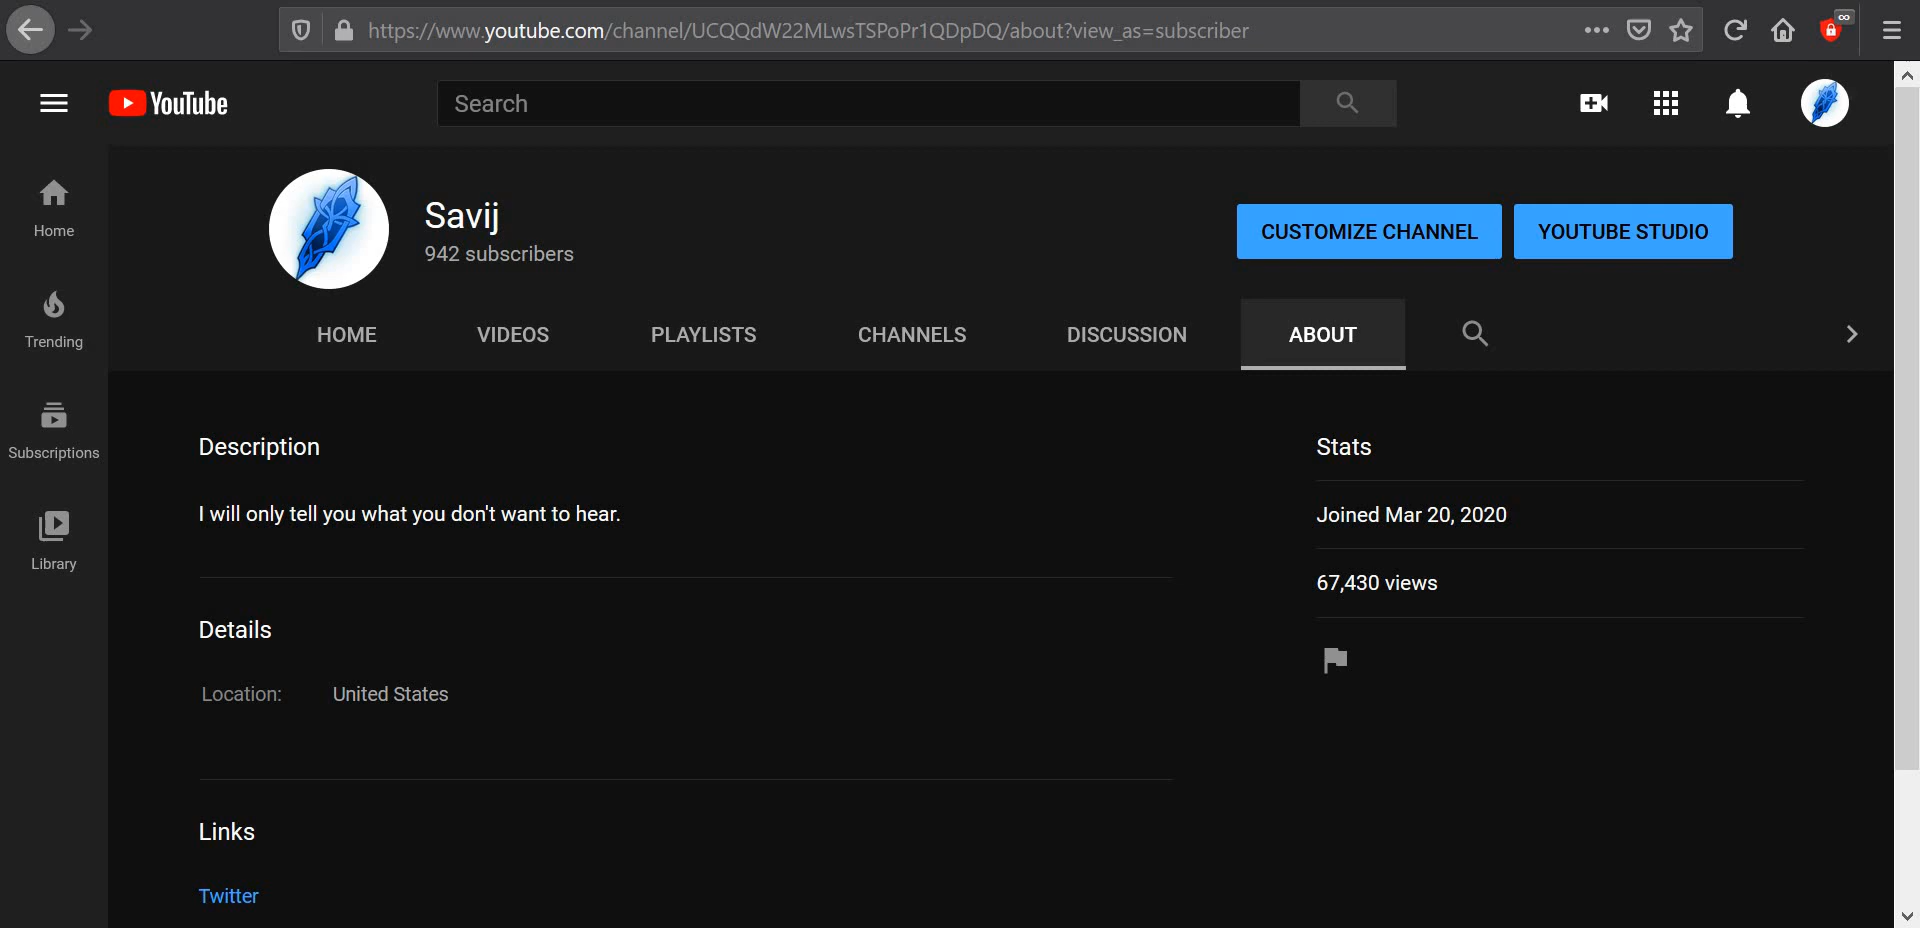 https://www.youtube.com/channel/UCQQdW22MLwsTSPoPr1QDpDQ/about?view_as=subscriber
YouTube
Search
Home
Trending
Subscriptions
Library
Savij
942 subscribers
CUSTOMIZE CHANNEL
YOUTUBE STUDIO
HOME VIDEOS PLAYLISTS CHANNELS DISCUSSION ABOUT
Description
I will only tell you what you don't want to hear.
Details
Location: United States
Links
Twitter
Stats
Joined Mar 20, 2020
67,430 views